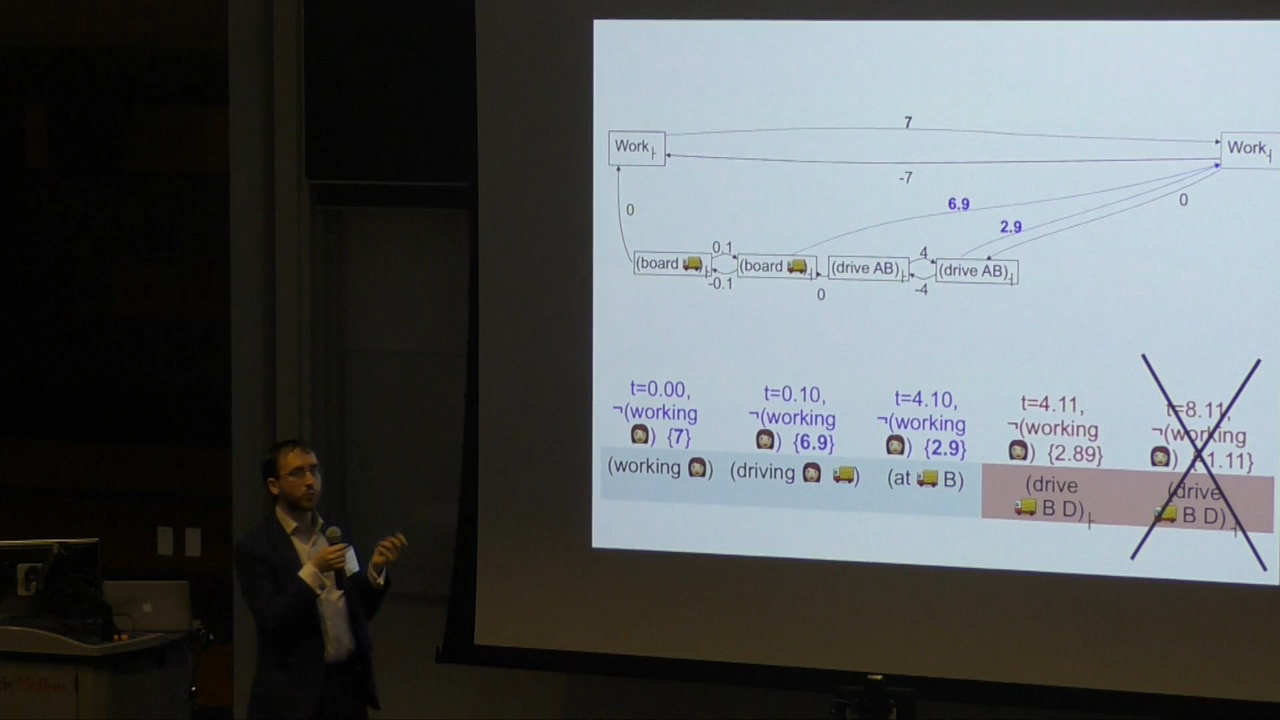 7
Work⊢
Work⊣
-7
0
6.9
0
2.9
0.1
4
(board 🚚)⊢
(board 🚚)⊣
(drive AB)⊢
(drive AB)⊣
-0.1
0
-4
t=0.00,
¬(working
👩) {7}
(working 👩)
t=0.10,
¬(working
👩) {6.9}
(driving 👩 🚚)
t=4.10,
¬(working
👩) {2.9}
(at 🚚 B)
t=4.11,
¬(working
👩) {2.89}
(drive
🚚 B D)⊢
t=8.11,
¬(working
👩) {-1.11}
(drive
🚚 B D)⊣